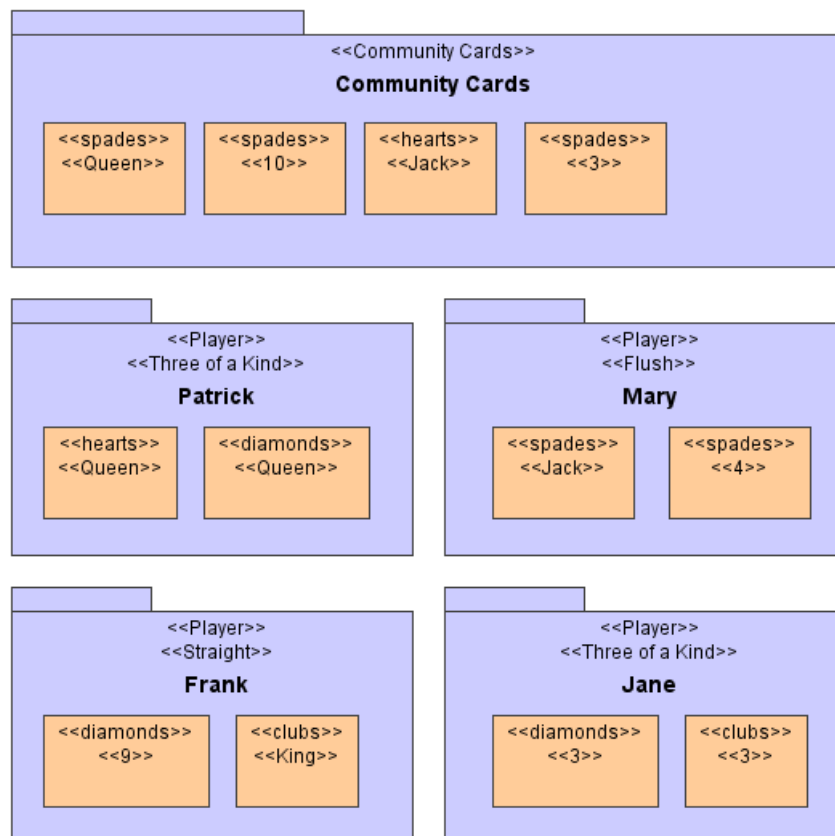 <<Community Cards>>
Community Cards
<<spades>>
<<Queen>>
<<spades>>
<<10>>
<<hearts>>
<<Jack>>
<<spades>>
<<3>>
<<Player>>
<<Three of a Kind>>
Patrick
<<hearts>>
<<Queen>>
<<diamonds>>
<<Queen>>
<<Player>>
<<Flush>>
Mary
<<spades>>
<<Jack>>
<<spades>>
<<4>>
<<Player>>
<<Straight>>
Frank
<<diamonds>>
<<9>>
<<clubs>>
<<King>>
<<Player>>
<<Three of a Kind>>
Jane
<<diamonds>>
<<3>>
<<clubs>>
<<3>>